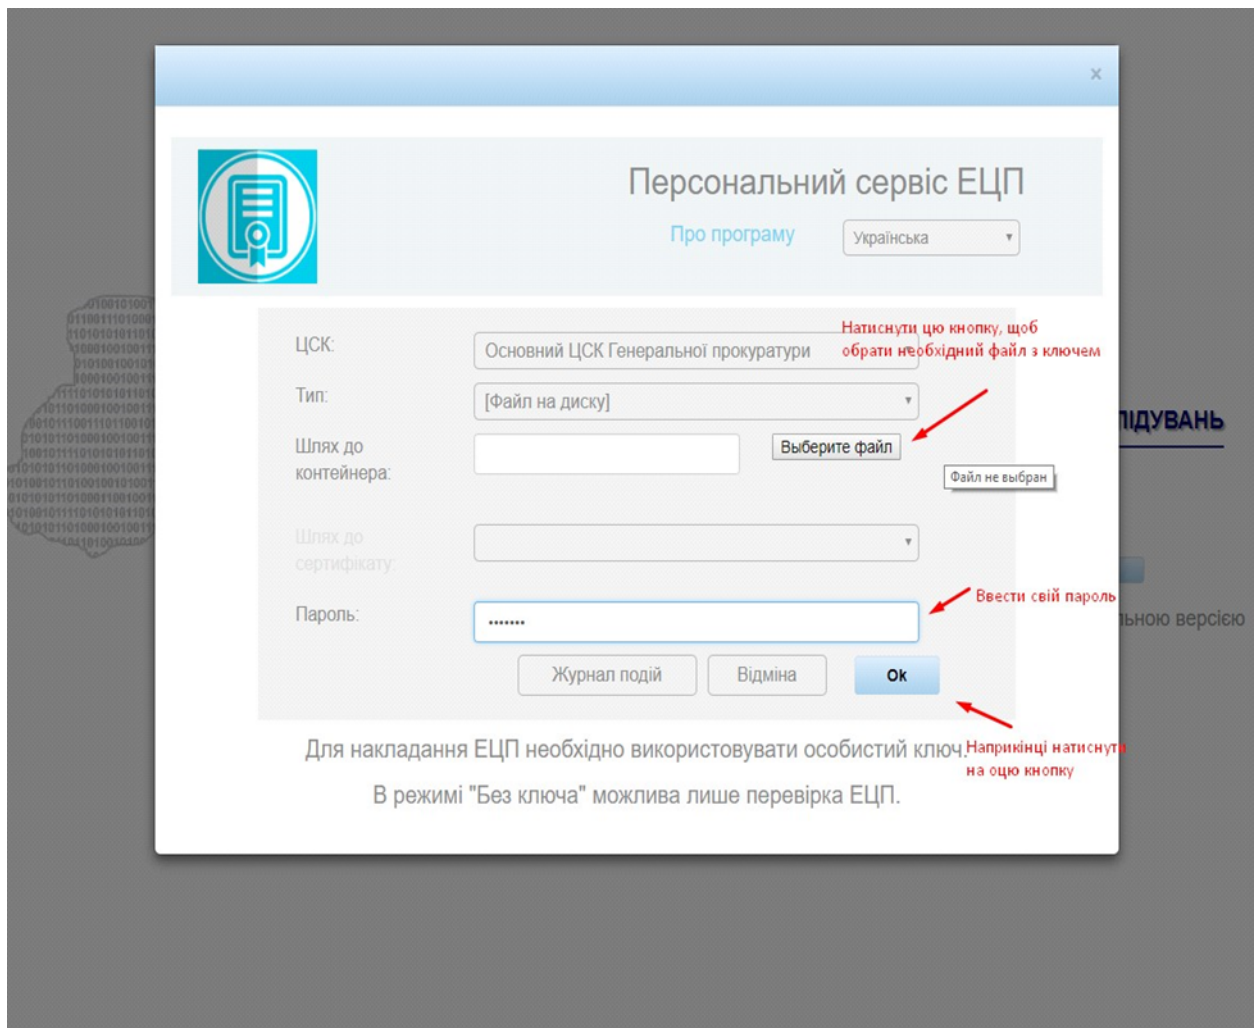 ×
Персональний сервіс ЕЦП
Про програму
Українська
Натиснути цю кнопку, щоб
обрати необхідний файл з ключем
ЦСК:
Основний ЦСК Генеральної прокуратури
Тип:
[Файл на диску]
Шлях до
контейнера:
Выберите файл
Файл не выбран
Шлях до
сертифікату:
Пароль:
•••••••
Ввести свій пароль
Журнал подій
Відміна
Ok
Наприкінці натиснути
на оцю кнопку
Для накладання ЕЦП необхідно використовувати особистий ключ.
В режимі "Без ключа" можлива лише перевірка ЕЦП.
ЛІДУВАНЬ
льною версією